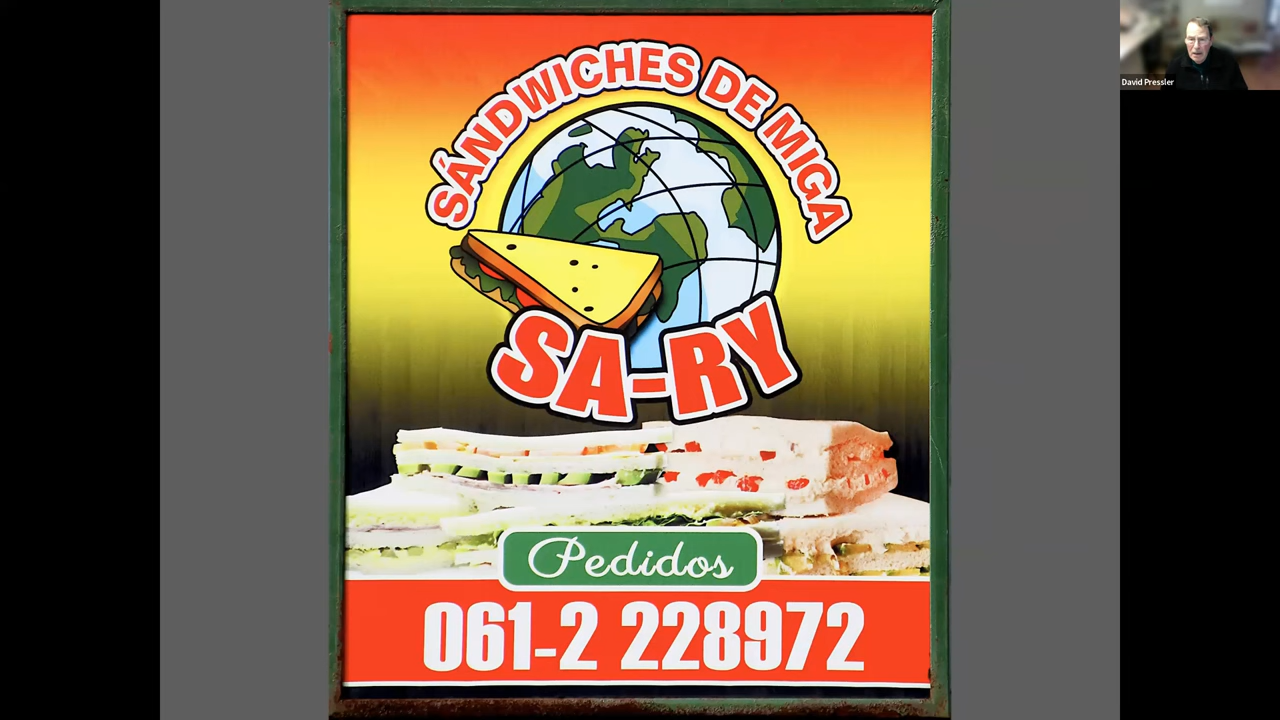 SÁNDWICHES DE MIGA
SA-RY
Pedidos
061-2 228972
David Pressler